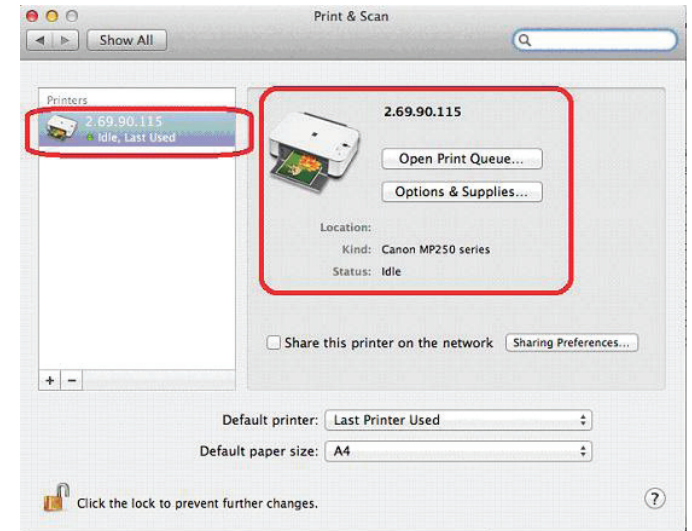 Print & Scan
Show All
Printers
2.69.90.115
Idle, Last Used
2.69.90.115
Open Print Queue...
Options & Supplies...
Location:
Kind: Canon MP250 series
Status: Idle
Share this printer on the network Sharing Preferences...
+ −
Default printer: Last Printer Used
Default paper size: A4
Click the lock to prevent further changes. ?